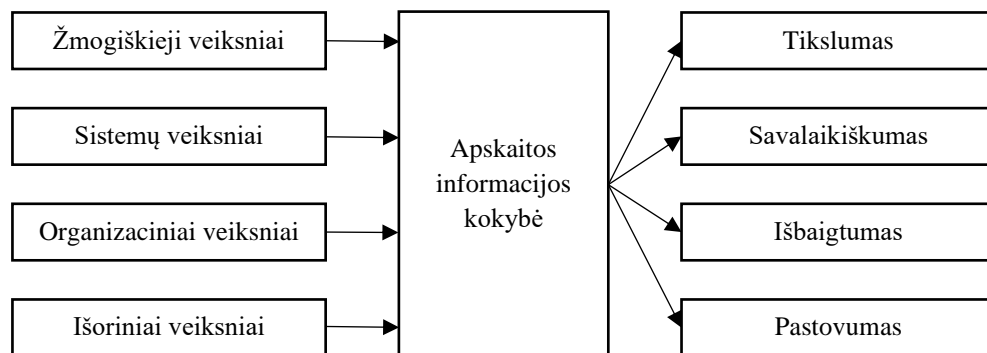 Žmogiškieji veiksniai
Sistemų veiksniai
Organizaciniai veiksniai
Išoriniai veiksniai
Apskaitos
informacijos
kokybė
Tikslumas
Savalaikiškumas
Išbaigtumas
Pastovumas